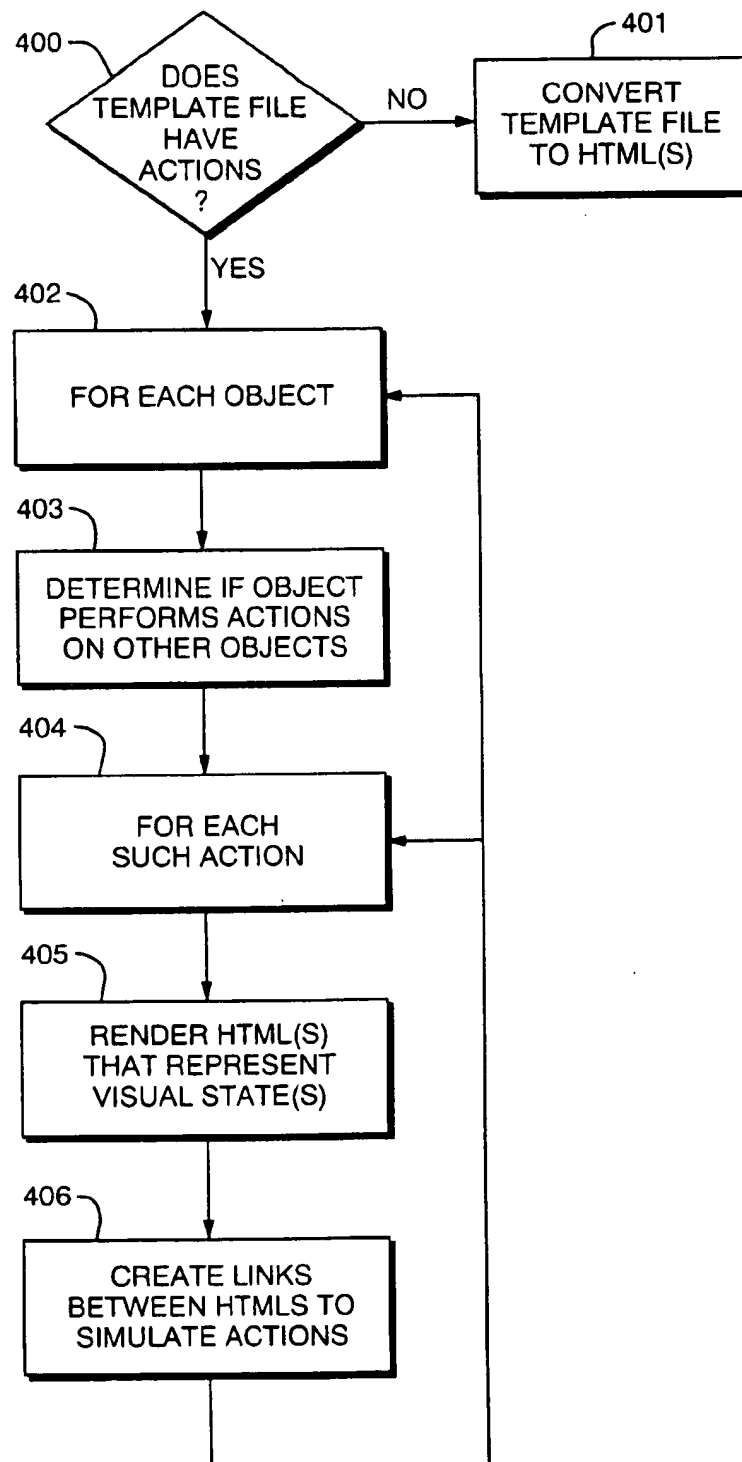 400
DOES
TEMPLATE FILE
HAVE
ACTIONS
?
NO
401
CONVERT
TEMPLATE FILE
TO HTML(S)
YES
402
FOR EACH OBJECT
403
DETERMINE IF OBJECT
PERFORMS ACTIONS
ON OTHER OBJECTS
404
FOR EACH
SUCH ACTION
405
RENDER HTML(S)
THAT REPRESENT
VISUAL STATE(S)
406
CREATE LINKS
BETWEEN HTMLS TO
SIMULATE ACTIONS